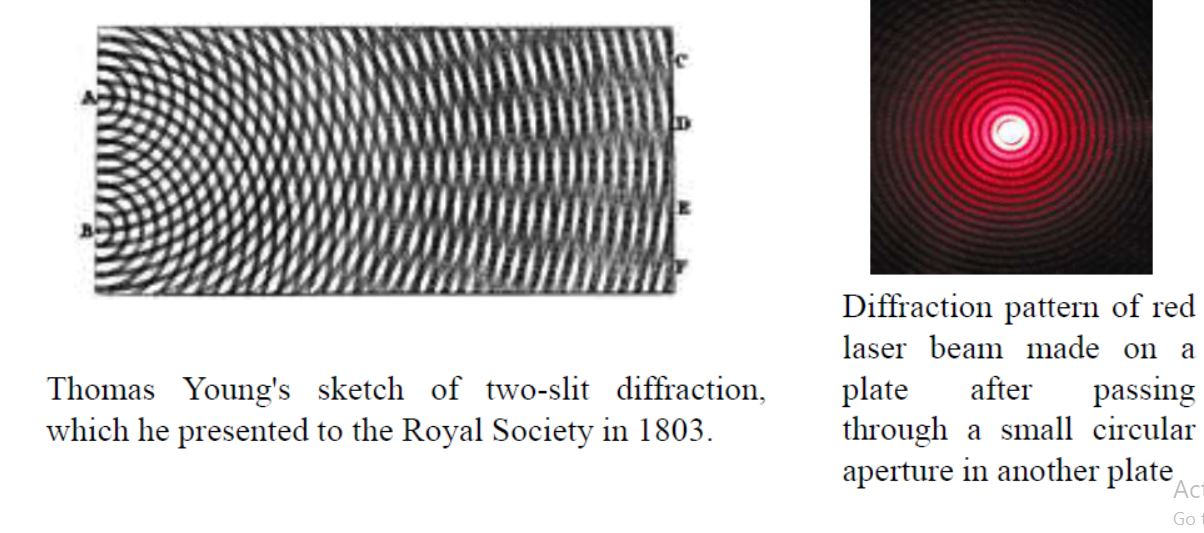 A
B
C
D
E
F
Thomas Young's sketch of two-slit diffraction,
which he presented to the Royal Society in 1803.
Diffraction pattern of red
laser beam made on a
plate after passing
through a small circular
aperture in another plate
Go